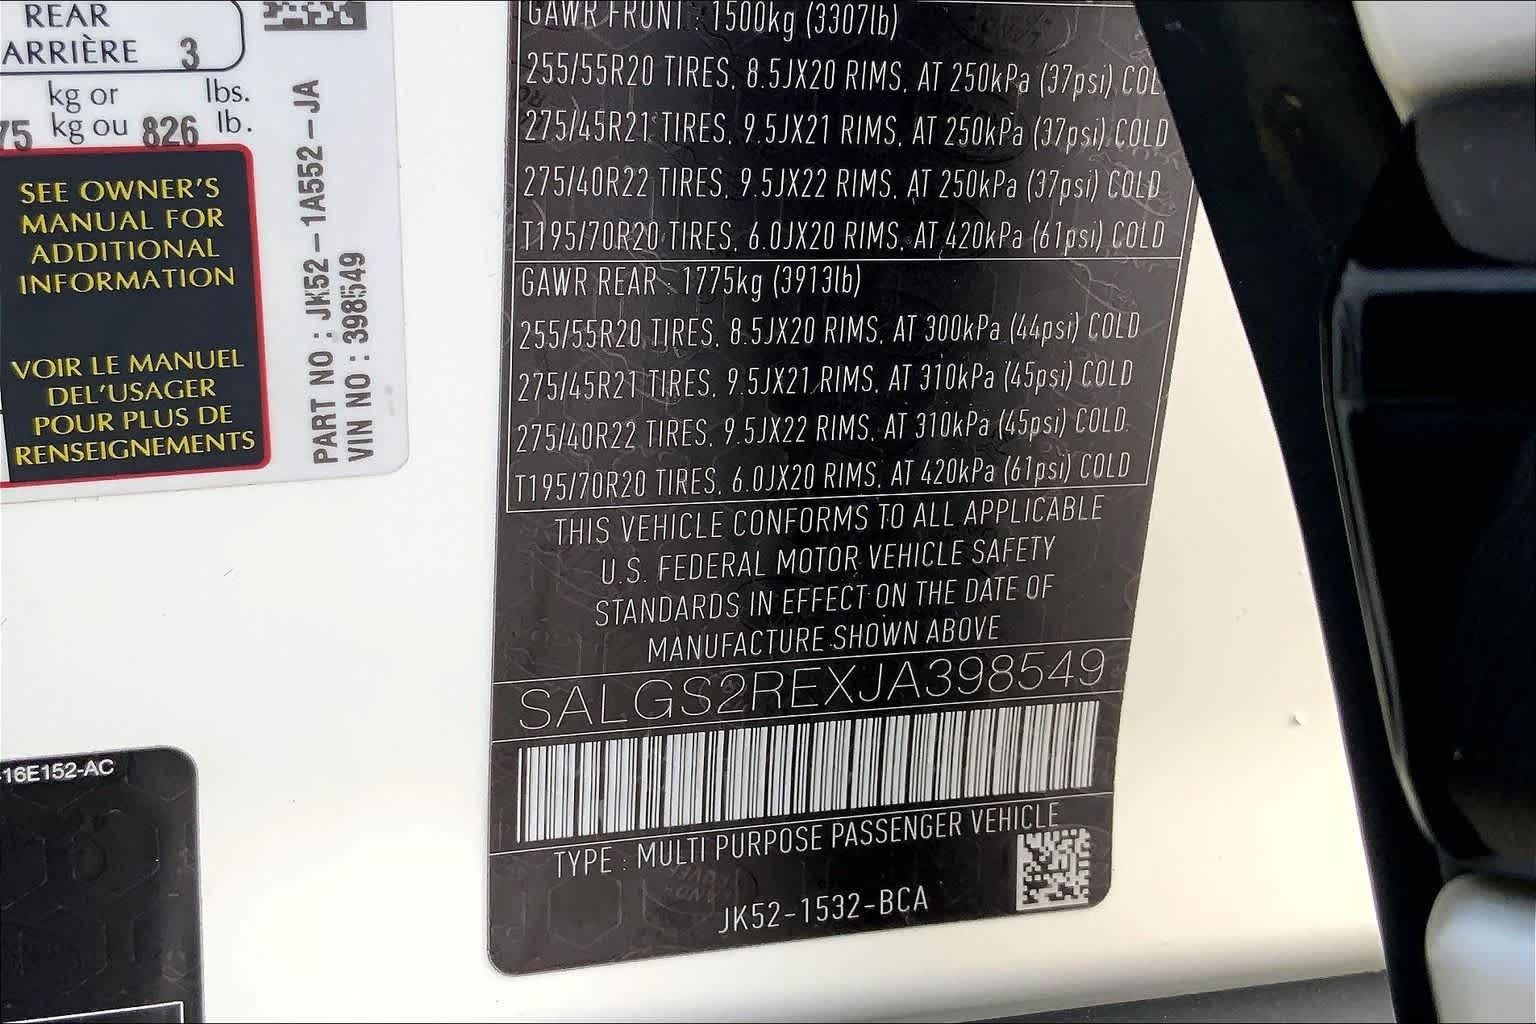 REAR
ARRIÈRE 3
kg or lbs.
75 kg ou 826 lb.
SEE OWNER'S
MANUAL FOR
ADDITIONAL
INFORMATION
VOIR LE MANUEL
DEL'USAGER
POUR PLUS DE
RENSEIGNEMENTS
PART NO : JK52-1A552-JA
VIN NO : 398549
-16E152-AC
GAWR FRONT : 1500kg (3307lb)
255/55R20 TIRES, 8.5JX20 RIMS, AT 250kPa (37psi) COL
275/45R21 TIRES, 9.5JX21 RIMS, AT 250kPa (37psi) COLD
275/40R22 TIRES, 9.5JX22 RIMS, AT 250kPa (37psi) COLD
T195/70R20 TIRES, 6.0JX20 RIMS, AT 420kPa (61psi) COLD
GAWR REAR : 1775kg (3913lb)
255/55R20 TIRES, 8.5JX20 RIMS, AT 300kPa (44psi) COLD
275/45R21 TIRES, 9.5JX21 RIMS, AT 310kPa (45psi) COLD
275/40R22 TIRES, 9.5JX22 RIMS, AT 310kPa (45psi) COLD
T195/70R20 TIRES, 6.0JX20 RIMS, AT 420kPa (61psi) COLD
THIS VEHICLE CONFORMS TO ALL APPLICABLE
U.S. FEDERAL MOTOR VEHICLE SAFETY
STANDARDS IN EFFECT ON THE DATE OF
MANUFACTURE SHOWN ABOVE
SALGS2REXJA398549
TYPE : MULTI PURPOSE PASSENGER VEHICLE
JK52-1532-BCA